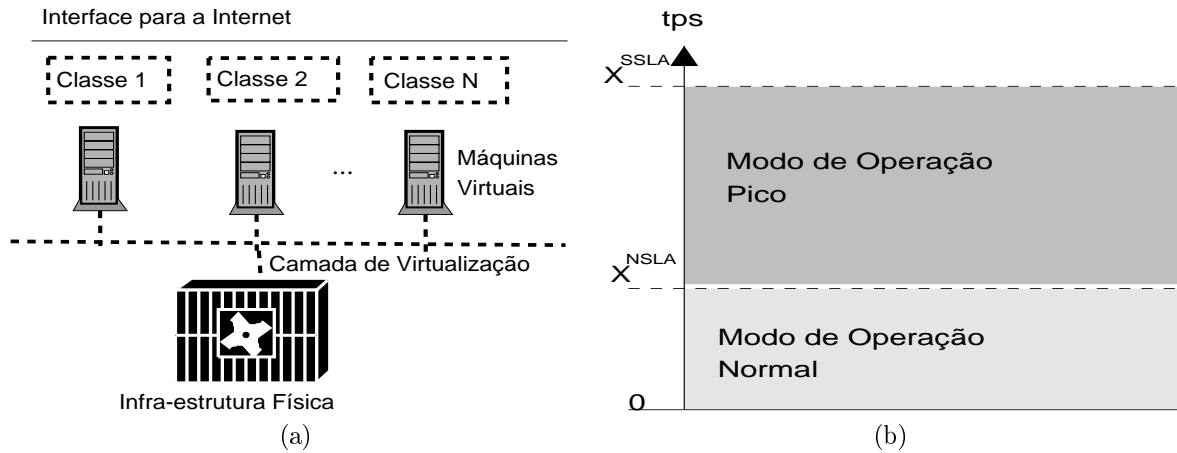 Interface para a Internet
Classe 1
Classe 2
Classe N
...
Máquinas
Virtuais
Camada de Virtualização
Infra-estrutura Física
(a)
tps
X^SSLA
Modo de Operação
Pico
X^NSLA
Modo de Operação
Normal
0
(b)